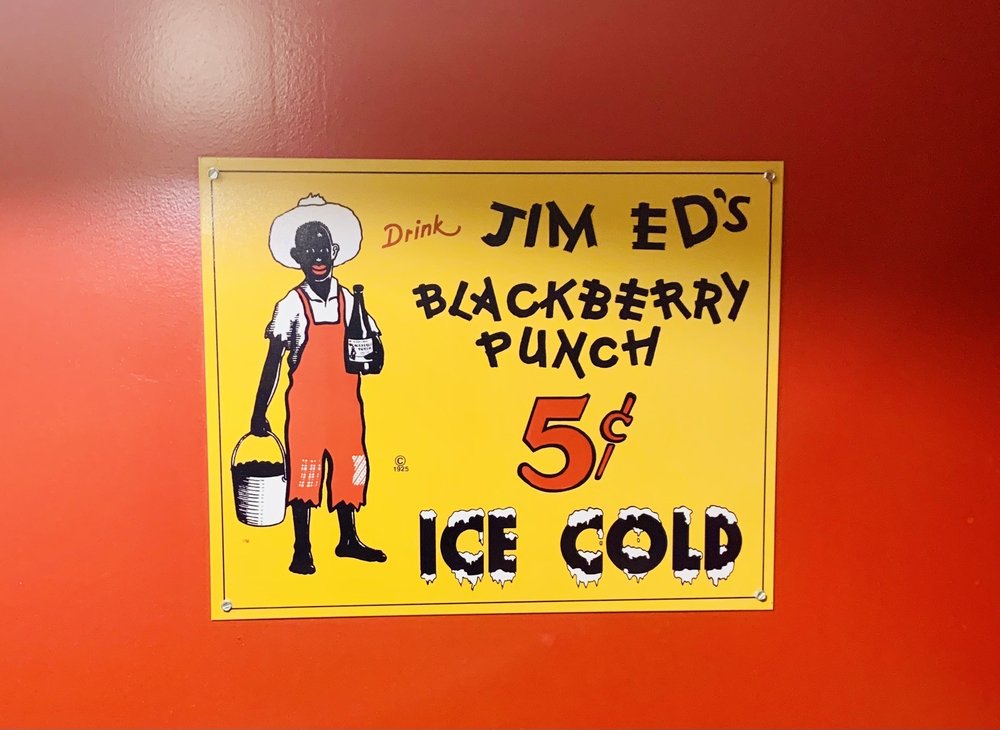 Drink JIM ED'S
BLACKBERRY
PUNCH
5¢
© 1925
ICE COLD